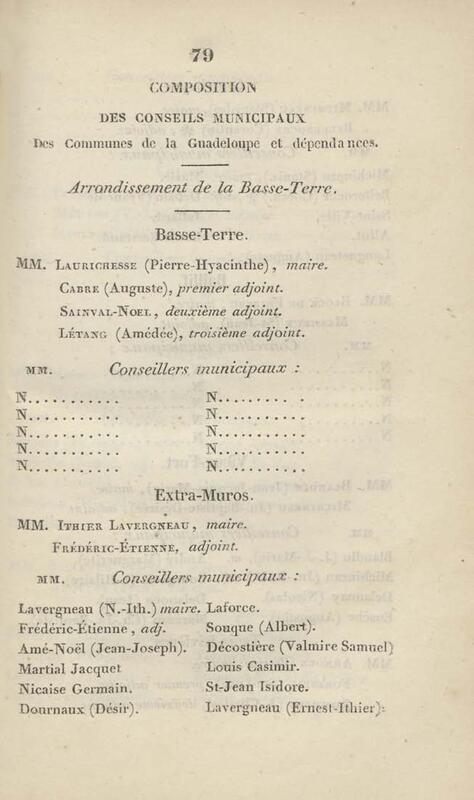 79
COMPOSITION
DES CONSEILS MUNICIPAUX
Des Communes de la Guadeloupe et dépendances.
Arrondissement de la Basse-Terre.
Basse-Terre.
MM. LAURICHESSE (Pierre-Hyacinthe), maire.
CABRE (Auguste), premier adjoint.
SAINVAL-NOEL, deuxième adjoint.
LÉTANG (Amédée), troisième adjoint.
MM. Conseillers municipaux :
N........... N...........
N........... N...........
N........... N...........
N........... N...........
N........... N...........
Extra-Muros.
MM. ITHIER LAVERGNEAU, maire.
FRÉDÉRIC-ÉTIENNE, adjoint.
MM. Conseillers municipaux :
Lavergneau (N.-Ith.) maire. Laforce.
Frédéric-Étienne, adj. Souque (Albert).
Amé-Noël (Jean-Joseph). Décostière (Valmire Samuel)
Martial Jacquet Louis Casimir.
Nicaise Germain. St-Jean Isidore.
Dournaux (Désir). Lavergneau (Ernest-Ithier).